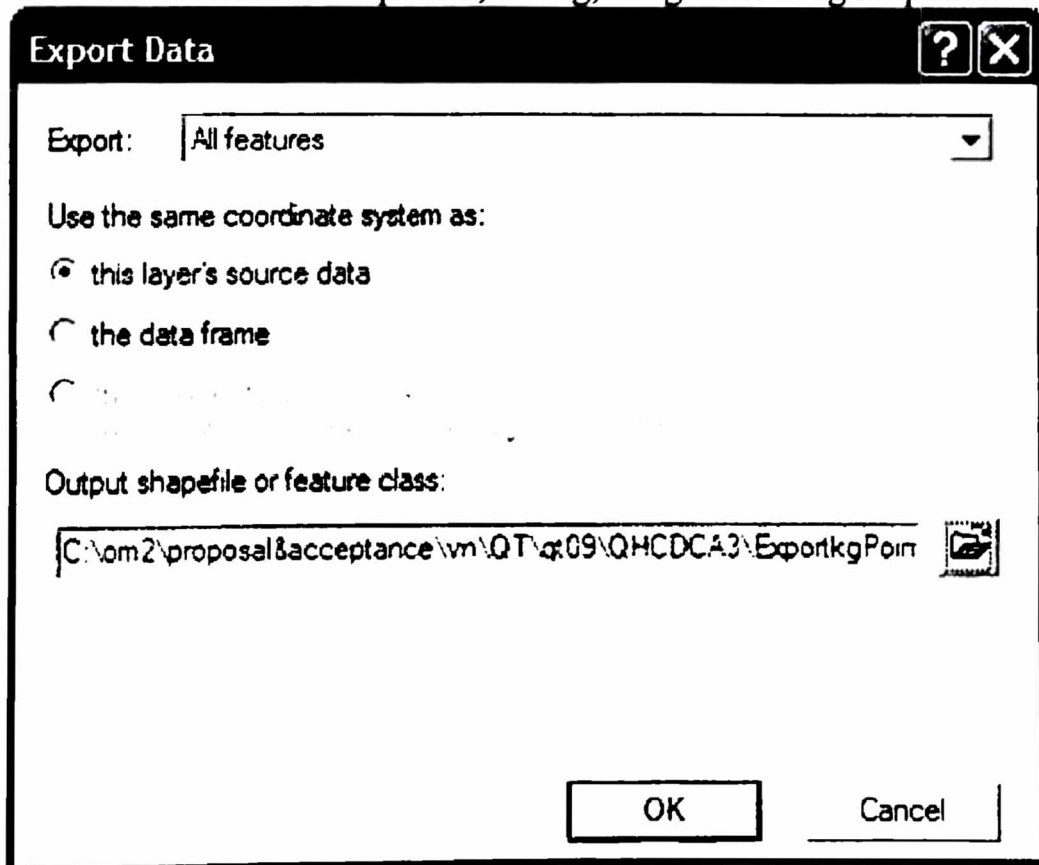 Export Data
Export: All features
Use the same coordinate system as:
this layer's source data
the data frame
Output shapefile or feature class:
C:\om2\proposal&acceptance\vn\QT\qt09\QHCDCA3\ExportkgPoin
OK
Cancel